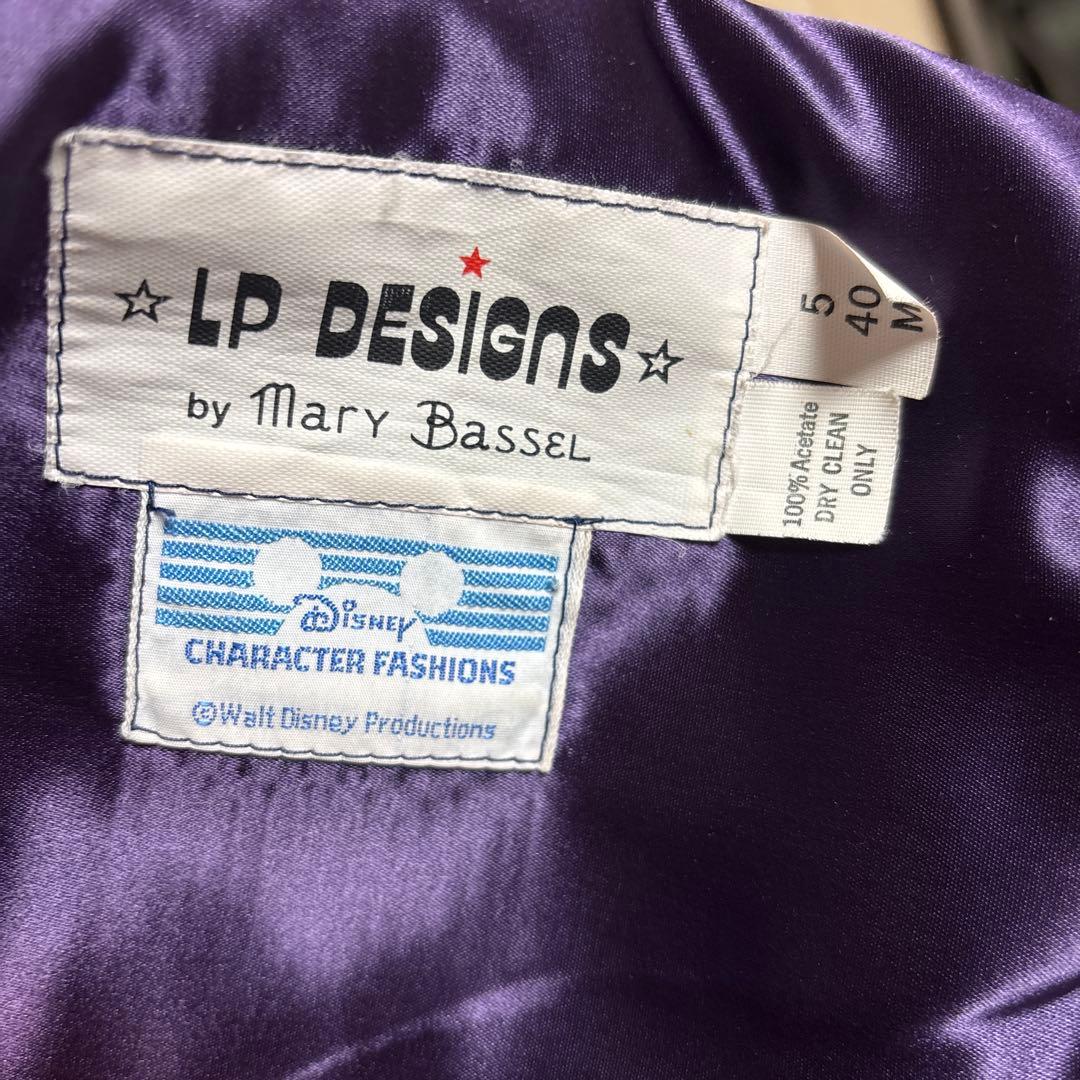 LP DESIGNS
by Mary Bassel
5
40
M
100% Acetate
DRY CLEAN
ONLY
Disney
CHARACTER FASHIONS
©Walt Disney Productions